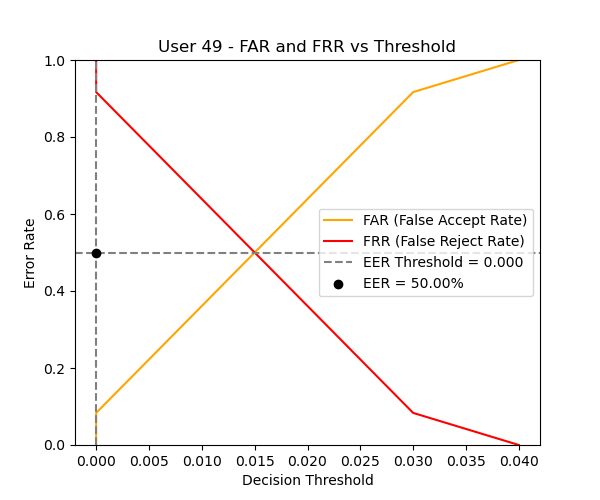 User 49 - FAR and FRR vs Threshold
1.0
0.8
0.6
0.4
0.2
0.0
Error Rate
FAR (False Accept Rate)
FRR (False Reject Rate)
EER Threshold = 0.000
EER = 50.00%
0.000 0.005 0.010 0.015 0.020 0.025 0.030 0.035 0.040
Decision Threshold